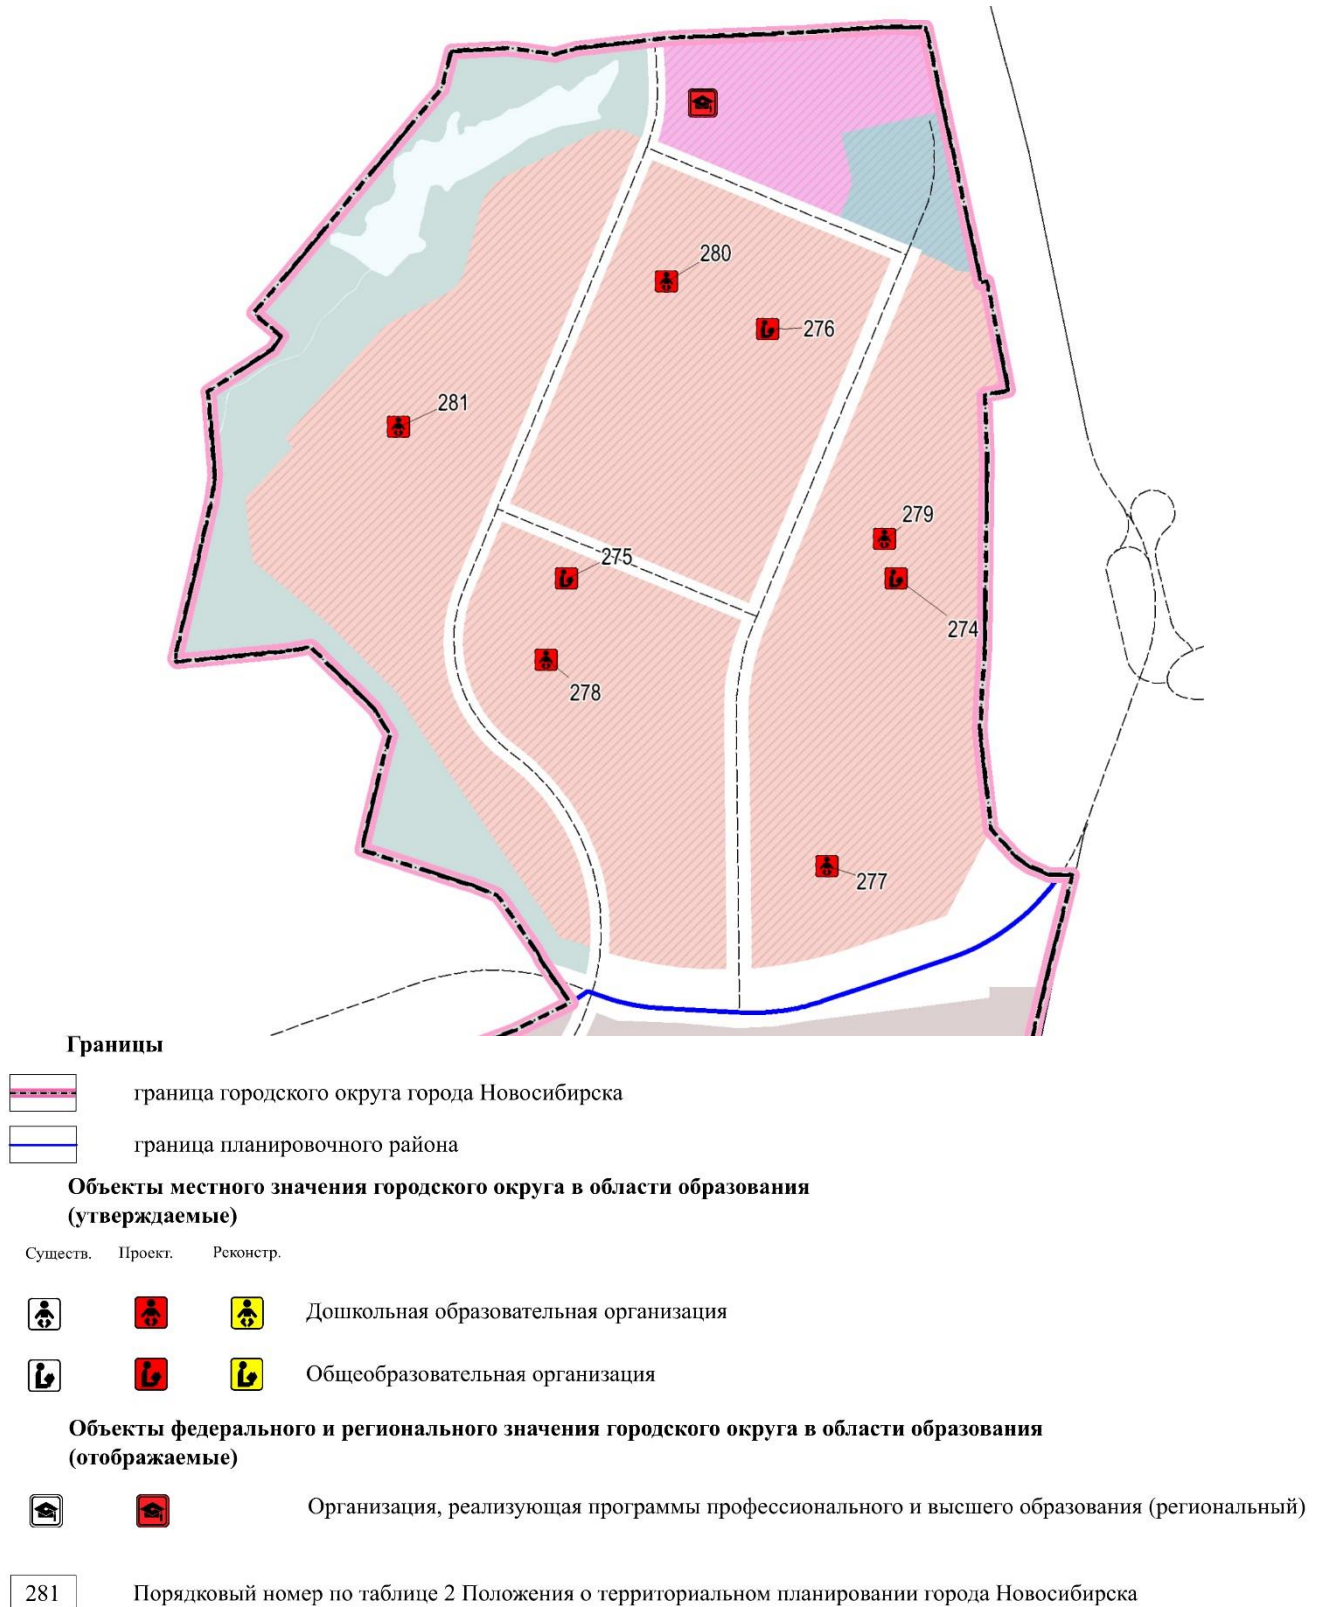 280
276
281
279
275
274
278
277
Границы
граница городского округа города Новосибирска
граница планировочного района
Объекты местного значения городского округа в области образования
(утверждаемые)
Существ. Проект. Реконстр.
Дошкольная образовательная организация
Общеобразовательная организация
Объекты федерального и регионального значения городского округа в области образования
(отображаемые)
Организация, реализующая программы профессионального и высшего образования (региональный)
281 Порядковый номер по таблице 2 Положения о территориальном планировании города Новосибирска